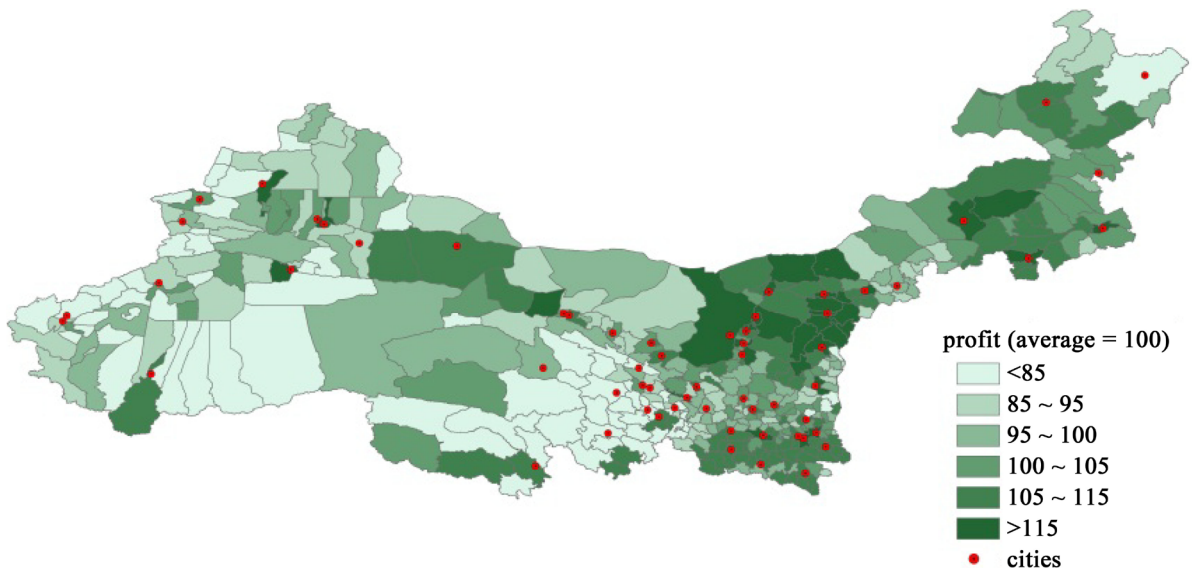 profit (average = 100)
<85
85 ~ 95
95 ~ 100
100 ~ 105
105 ~ 115
>115
cities